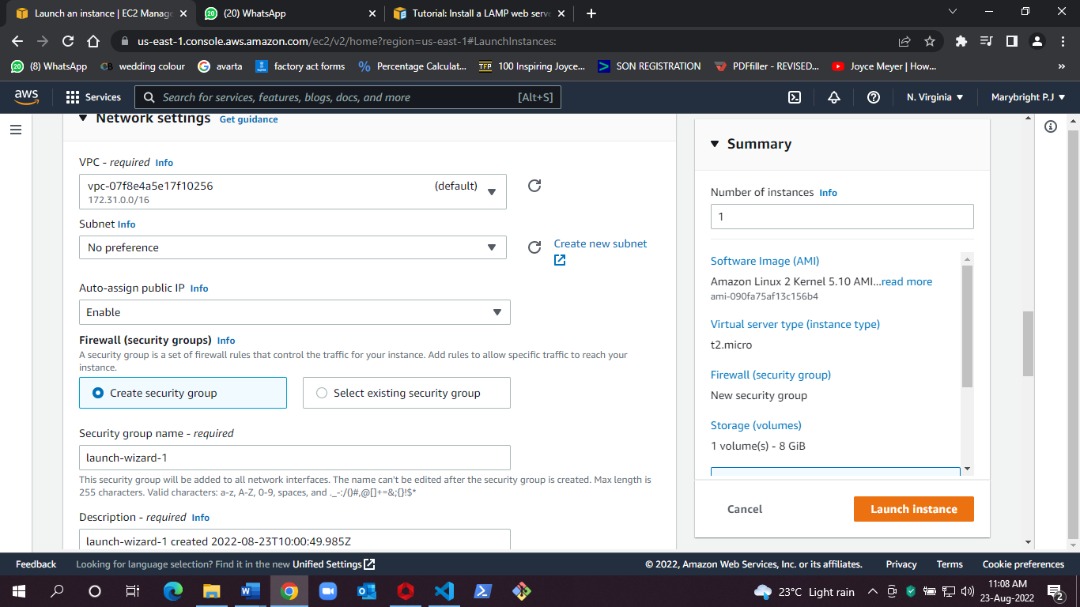 Launch an instance | EC2 Manag
(20) WhatsApp
Tutorial: Install a LAMP web serve
us-east-1.console.aws.amazon.com/ec2/v2/home?region=us-east-1#LaunchInstances:
(8) WhatsApp
wedding colour
avarta
factory act forms
Percentage Calculat...
100 Inspiring Joyce...
SON REGISTRATION
PDFfiller - REVISED...
Joyce Meyer | How...
»
aws
Services
Search for services, features, blogs, docs, and more
[Alt+S]
N. Virginia
Marybright P.J
Network settings
Get guidance
VPC - required Info
vpc-07f8e4a5e17f10256
(default)
172.31.0.0/16
Subnet Info
No preference
Create new subnet
Auto-assign public IP Info
Enable
Firewall (security groups) Info
A security group is a set of firewall rules that control the traffic for your instance. Add rules to allow specific traffic to reach your
instance.
Create security group
Select existing security group
Security group name - required
launch-wizard-1
This security group will be added to all network interfaces. The name can't be edited after the security group is created. Max length is
255 characters. Valid characters: a-z, A-Z, 0-9, spaces, and ._-:/()#,@[]+=&;{}!$*
Description - required Info
launch-wizard-1 created 2022-08-23T10:00:49.985Z
Summary
Number of instances Info
1
Software Image (AMI)
Amazon Linux 2 Kernel 5.10 AMI...read more
ami-090fa75af13c156b4
Virtual server type (instance type)
t2.micro
Firewall (security group)
New security group
Storage (volumes)
1 volume(s) - 8 GiB
Cancel
Launch instance
Feedback
Looking for language selection? Find it in the new Unified Settings
© 2022, Amazon Web Services, Inc. or its affiliates.
Privacy
Terms
Cookie preferences
23°C Light rain
11:08 AM
23-Aug-2022
2